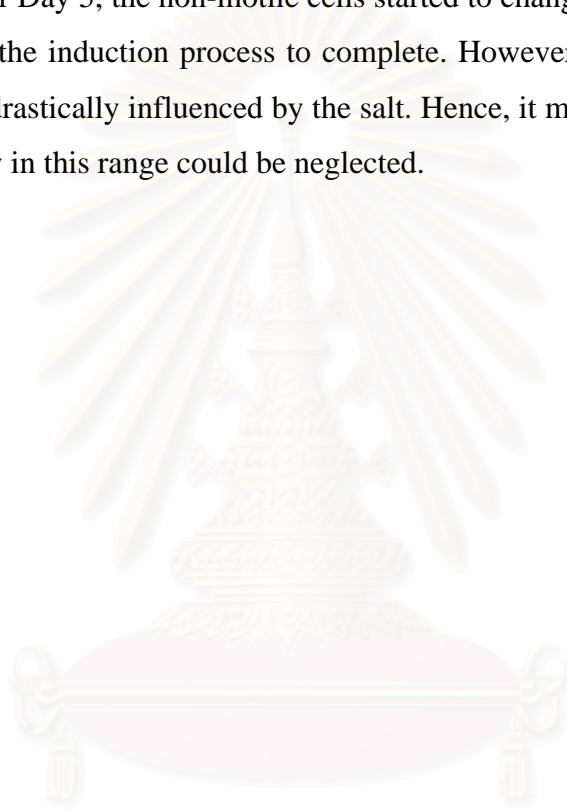 Day 5, the non-motile cells started to chang
the induction process to complete. However
drastically influenced by the salt. Hence, it m
in this range could be neglected.